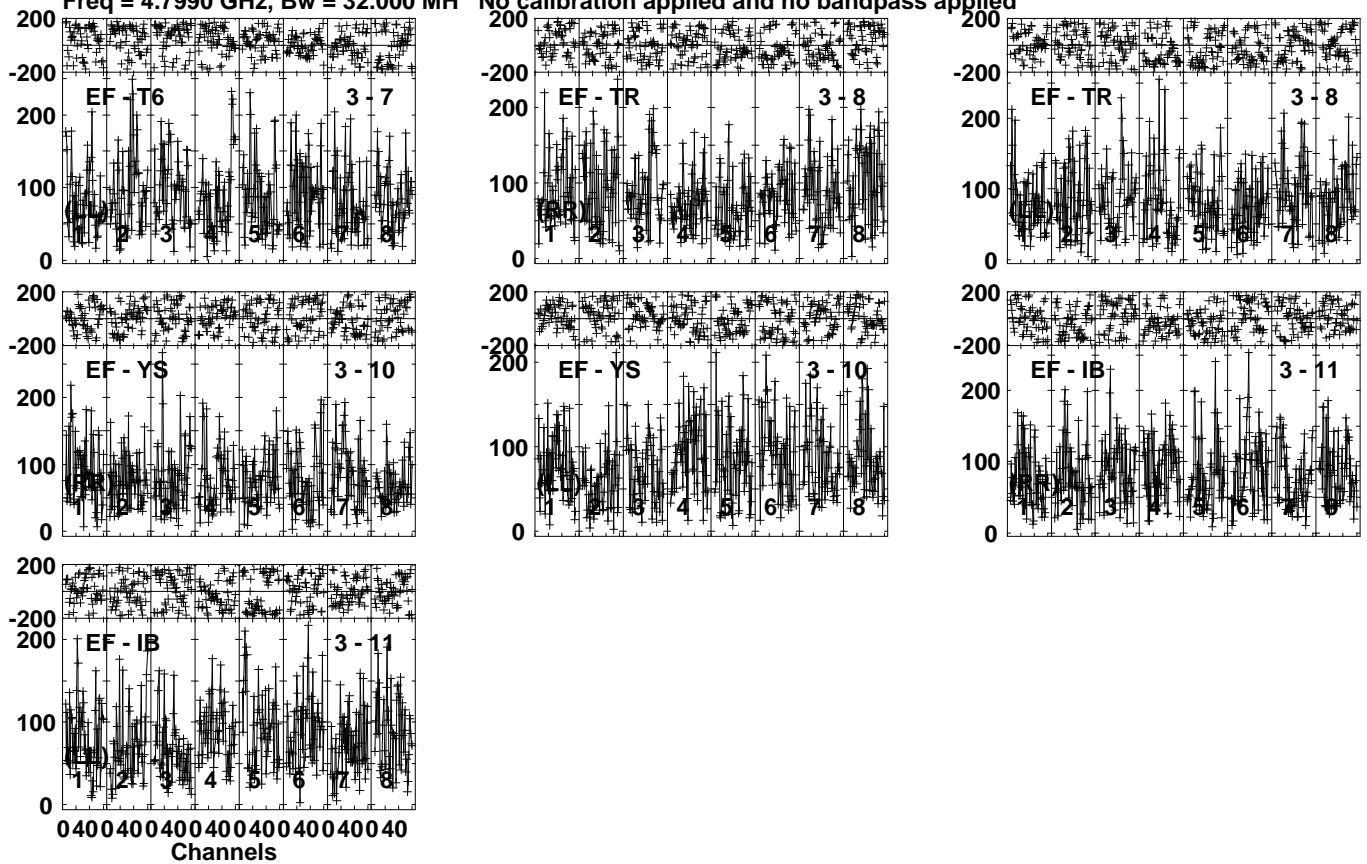 Freq = 4.7990 GHz, Bw = 32.000 MH No calibration applied and no bandpass applied
200 200 200
-200 -200 -200
EF - T6 3 - 7 EF - TR 3 - 8 EF - TR 3 - 8
200 200 200
100 100 100
(LL) (RR) (LL)
1 2 3 4 5 6 7 8 1 2 3 4 5 6 7 8 1 2 3 4 5 6 7 8
0 0 0
200 200 200
-200 -200 -200
EF - YS 3 - 10 EF - YS 3 - 10 EF - IB 3 - 11
200 200 200
100 100 100
(RR) (LL) (RR)
1 2 3 4 5 6 7 8 1 2 3 4 5 6 7 8 1 2 3 4 5 6 7 8
0 0 0
200
-200
EF - IB 3 - 11
200
100
(LL)
1 2 3 4 5 6 7 8
0
0 40 0 40 0 40 0 40 0 40 0 40 0 40 0 40
Channels